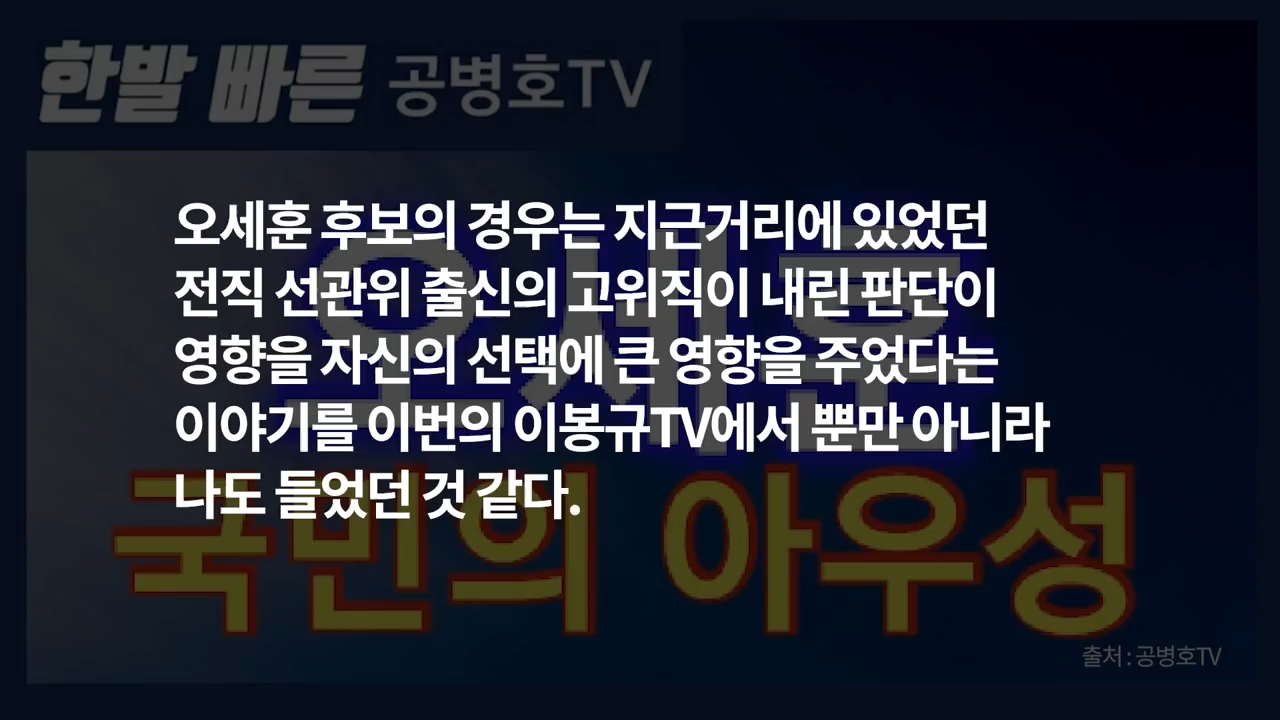 한발 빠른 공병호TV
오세훈 후보의 경우는 지근거리에 있었던
전직 선관위 출신의 고위직이 내린 판단이
영향을 자신의 선택에 큰 영향을 주었다는
이야기를 이번의 이봉규TV에서 뿐만 아니라
나도 들었던 것 같다.
오세훈
국민의 아우성
출처 : 공병호TV